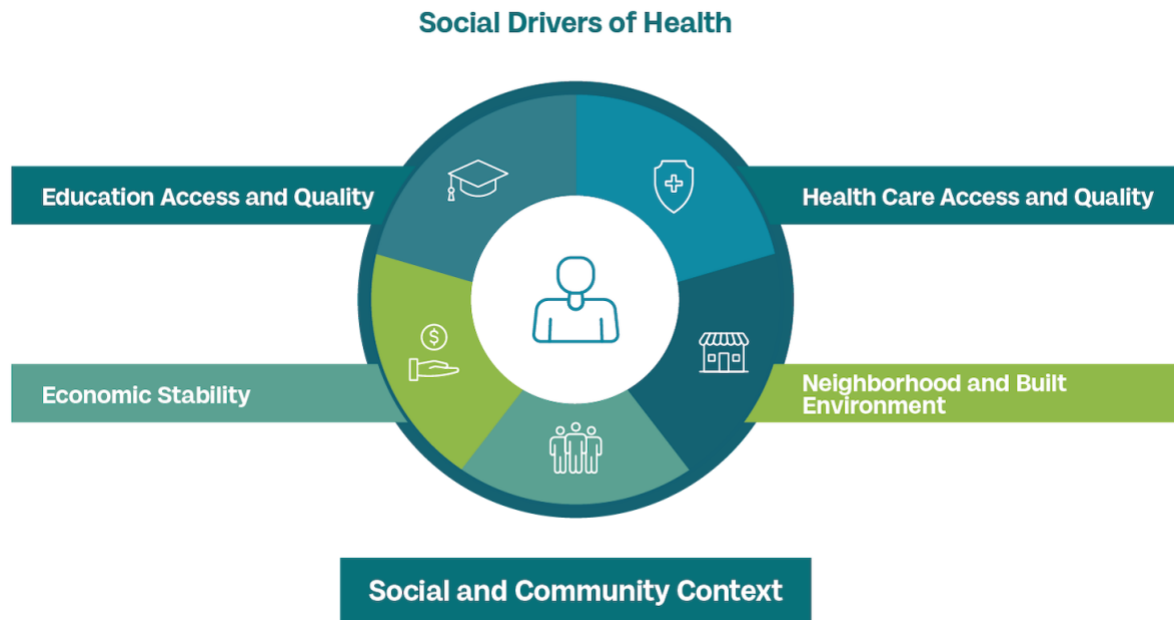 Social Drivers of Health
Education Access and Quality
Health Care Access and Quality
$
Economic Stability
Neighborhood and Built
Environment
Social and Community Context